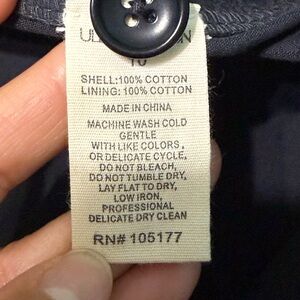 10
SHELL:100% COTTON
LINING: 100% COTTON
MADE IN CHINA
MACHINE WASH COLD
GENTLE
WITH LIKE COLORS,
OR DELICATE CYCLE,
DO NOT BLEACH,
DO NOT TUMBLE DRY,
LAY FLAT TO DRY,
LOW IRON,
PROFESSIONAL
DELICATE DRY CLEAN
RN# 105177